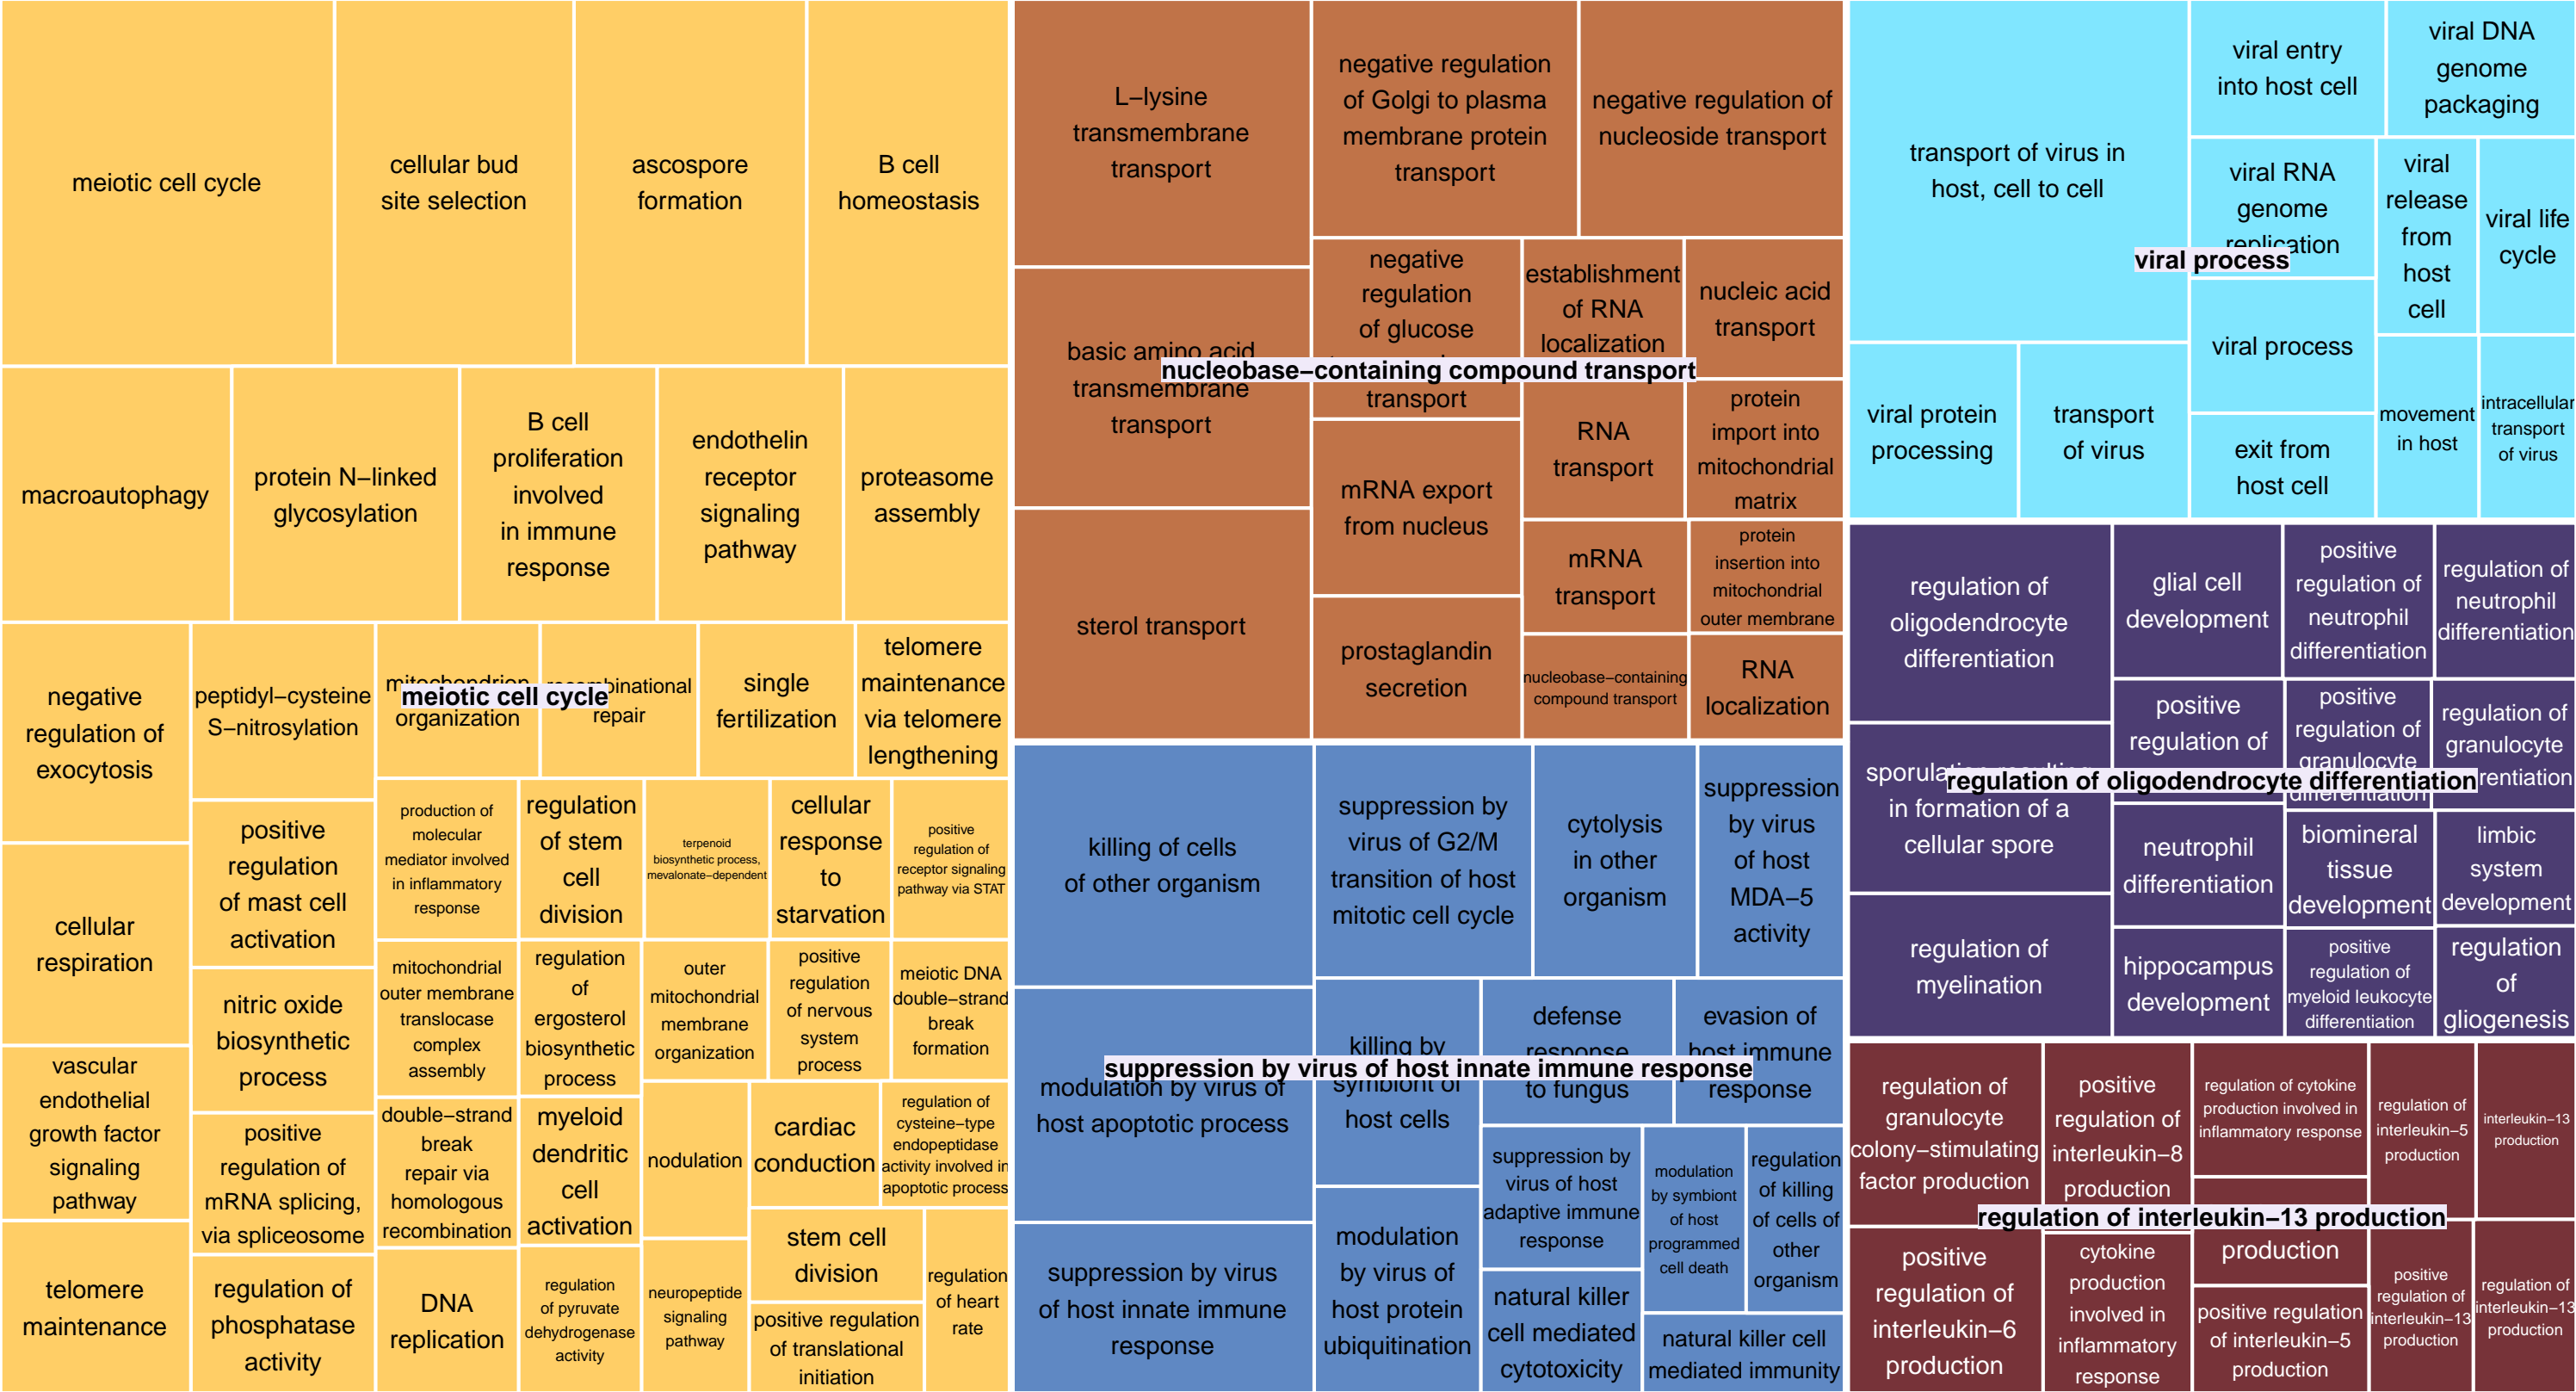 meiotic cell cycle
cellular bud
site selection
ascospore
formation
B cell
homeostasis
macroautophagy
protein N−linked
glycosylation
B cell
proliferation
involved
in immune
response
endothelin
receptor
signaling
pathway
proteasome
assembly
negative
regulation of
exocytosis
peptidyl−cysteine
S−nitrosylation
mitochondrion
organization
recombinational
repair
meiotic cell cycle
single
fertilization
telomere
maintenance
via telomere
lengthening
cellular
respiration
positive
regulation
of mast cell
activation
production of
molecular
mediator involved
in inflammatory
response
regulation
of stem
cell
division
terpenoid
biosynthetic process,
mevalonate−dependent
cellular
response
to
starvation
positive
regulation of
receptor signaling
pathway via STAT
nitric oxide
biosynthetic
process
mitochondrial
outer membrane
translocase
complex
assembly
regulation
of
ergosterol
biosynthetic
process
outer
mitochondrial
membrane
organization
positive
regulation
of nervous
system
process
meiotic DNA
double−strand
break
formation
vascular
endothelial
growth factor
signaling
pathway
positive
regulation of
mRNA splicing,
via spliceosome
double−strand
break
repair via
homologous
recombination
myeloid
dendritic
cell
activation
nodulation
cardiac
conduction
regulation of
cysteine−type
endopeptidase
activity involved in
apoptotic process
telomere
maintenance
regulation of
phosphatase
activity
DNA
replication
regulation
of pyruvate
dehydrogenase
activity
neuropeptide
signaling
pathway
stem cell
division
positive regulation
of translational
initiation
regulation
of heart
rate
L−lysine
transmembrane
transport
negative regulation
of Golgi to plasma
membrane protein
transport
negative regulation of
nucleoside transport
basic amino acid
transmembrane
transport
negative
regulation
of glucose
transport
establishment
of RNA
localization
nucleic acid
transport
nucleobase−containing compound transport
sterol transport
mRNA export
from nucleus
RNA
transport
protein
import into
mitochondrial
matrix
mRNA
transport
protein
insertion into
mitochondrial
outer membrane
prostaglandin
secretion
nucleobase−containing
compound transport
RNA
localization
killing of cells
of other organism
suppression by
virus of G2/M
transition of host
mitotic cell cycle
cytolysis
in other
organism
suppression
by virus
of host
MDA−5
activity
modulation by virus of
host apoptotic process
killing by
symbiont of
host cells
defense
response
to fungus
evasion of
host immune
response
suppression by virus of host innate immune response
suppression by virus
of host innate immune
response
modulation
by virus of
host protein
ubiquitination
suppression by
virus of host
adaptive immune
response
modulation
by symbiont
of host
programmed
cell death
regulation
of killing
of cells of
other
organism
natural killer
cell mediated
cytotoxicity
natural killer cell
mediated immunity
transport of virus in
host, cell to cell
viral entry
into host cell
viral DNA
genome
packaging
viral RNA
genome
replication
viral
release
from
host
cell
viral life
cycle
viral process
viral protein
processing
transport
of virus
viral process
exit from
host cell
movement
in host
intracellular
transport
of virus
regulation of
oligodendrocyte
differentiation
glial cell
development
positive
regulation of
neutrophil
differentiation
regulation of
neutrophil
differentiation
sporulation resulting
in formation of a
cellular spore
positive
regulation of
positive
regulation of
granulocyte
differentiation
regulation of
granulocyte
differentiation
regulation of oligodendrocyte differentiation
neutrophil
differentiation
biomineral
tissue
development
limbic
system
development
regulation of
myelination
hippocampus
development
positive
regulation of
myeloid leukocyte
differentiation
regulation
of
gliogenesis
regulation of
granulocyte
colony−stimulating
factor production
positive
regulation of
interleukin−8
production
regulation of cytokine
production involved in
inflammatory response
regulation of
interleukin−5
production
interleukin−13
production
regulation of interleukin−13 production
positive
regulation of
interleukin−6
production
cytokine
production
involved in
inflammatory
response
production
positive regulation
of interleukin−5
production
positive
regulation of
interleukin−13
production
regulation of
interleukin−13
production